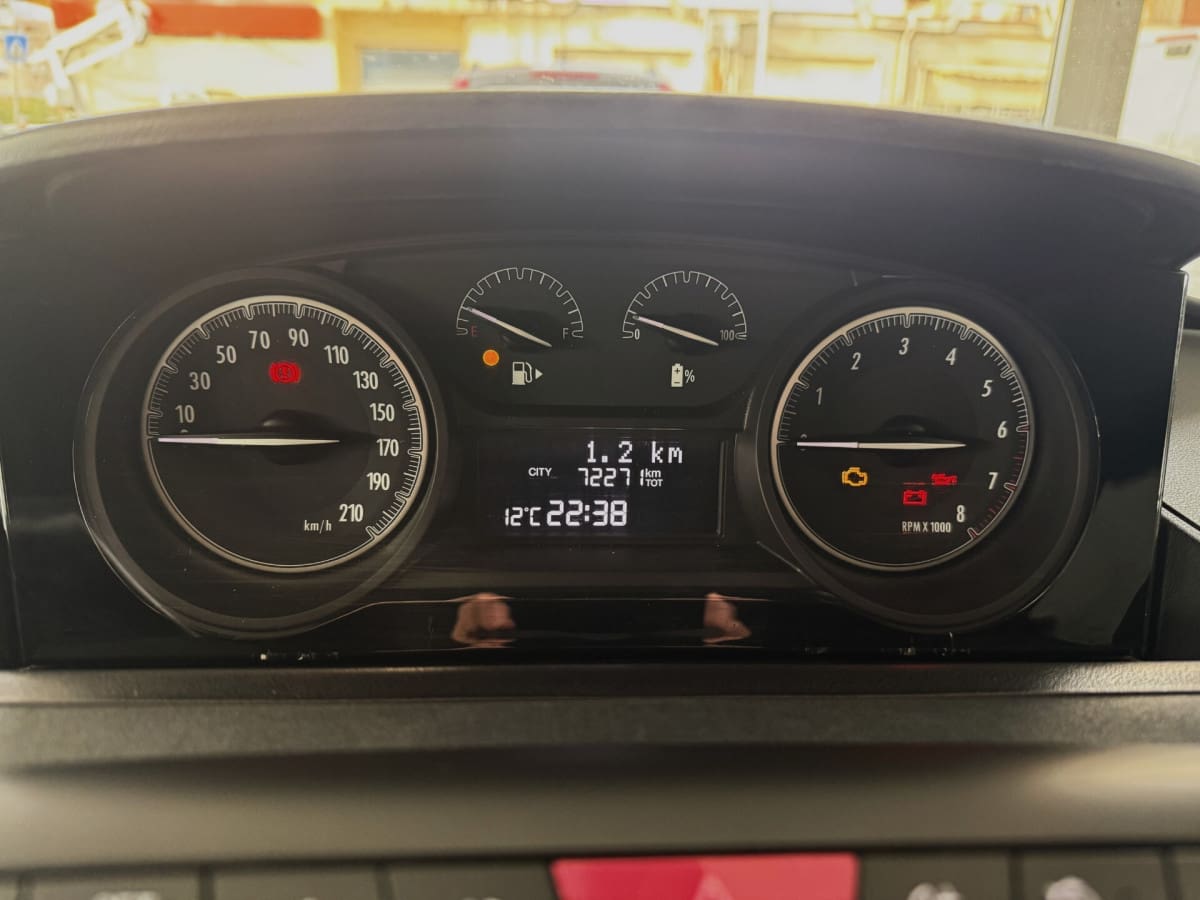 10 30 50 70 90 110 130 150 170 190 210
km/h
E F
0 100
%
1.2 km
CITY 72271 km TOT
12°C 22:38
1 2 3 4 5 6 7 8
RPM X 1000